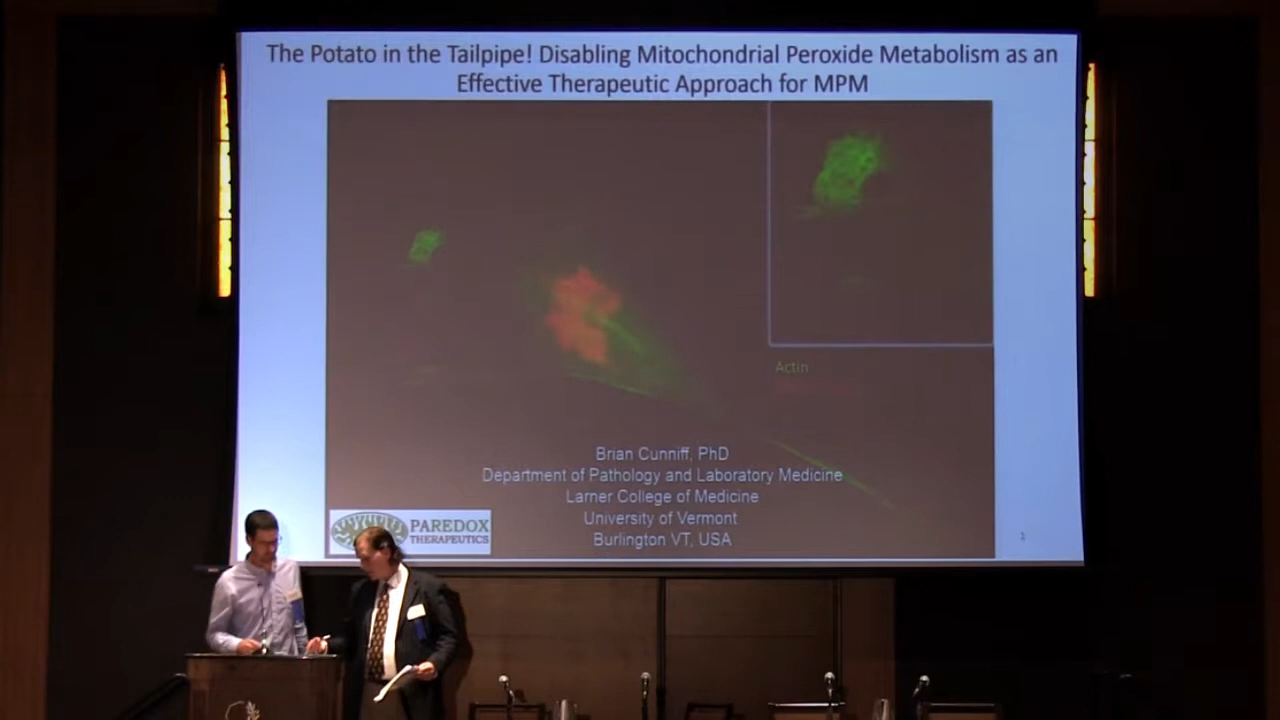 The Potato in the Tailpipe! Disabling Mitochondrial Peroxide Metabolism as an
Effective Therapeutic Approach for MPM
Actin
Brian Cunniff, PhD
Department of Pathology and Laboratory Medicine
Larner College of Medicine
University of Vermont
Burlington VT, USA
PAREDOX
THERAPEUTICS
1